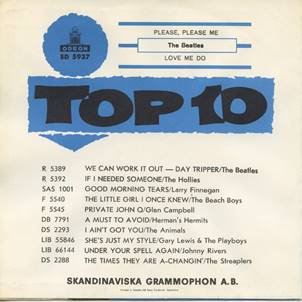 PLEASE, PLEASE ME
ODEON
The Beatles
SD 5937
LOVE ME DO
TOP 10
R 5389 WE CAN WORK IT OUT — DAY TRIPPER/The Beatles
R 5392 IF I NEEDED SOMEONE/The Hollies
SAS 1001 GOOD MORNING TEARS/Larry Finnegan
F 5540 THE LITTLE GIRL I ONCE KNEW/The Beach Boys
F 5545 PRIVATE JOHN Q/Glen Campbell
DB 7791 A MUST TO AVOID/Herman's Hermits
DS 2293 I AIN'T GOT YOU/The Animals
LIB 55846 SHE'S JUST MY STYLE/Gary Lewis & The Playboys
LIB 66144 UNDER YOUR SPELL AGAIN/Johnny Rivers
DS 2288 THE TIMES THEY ARE A-CHANGIN'/The Streaplers
SKANDINAVISKA GRAMMOPHON A.B.